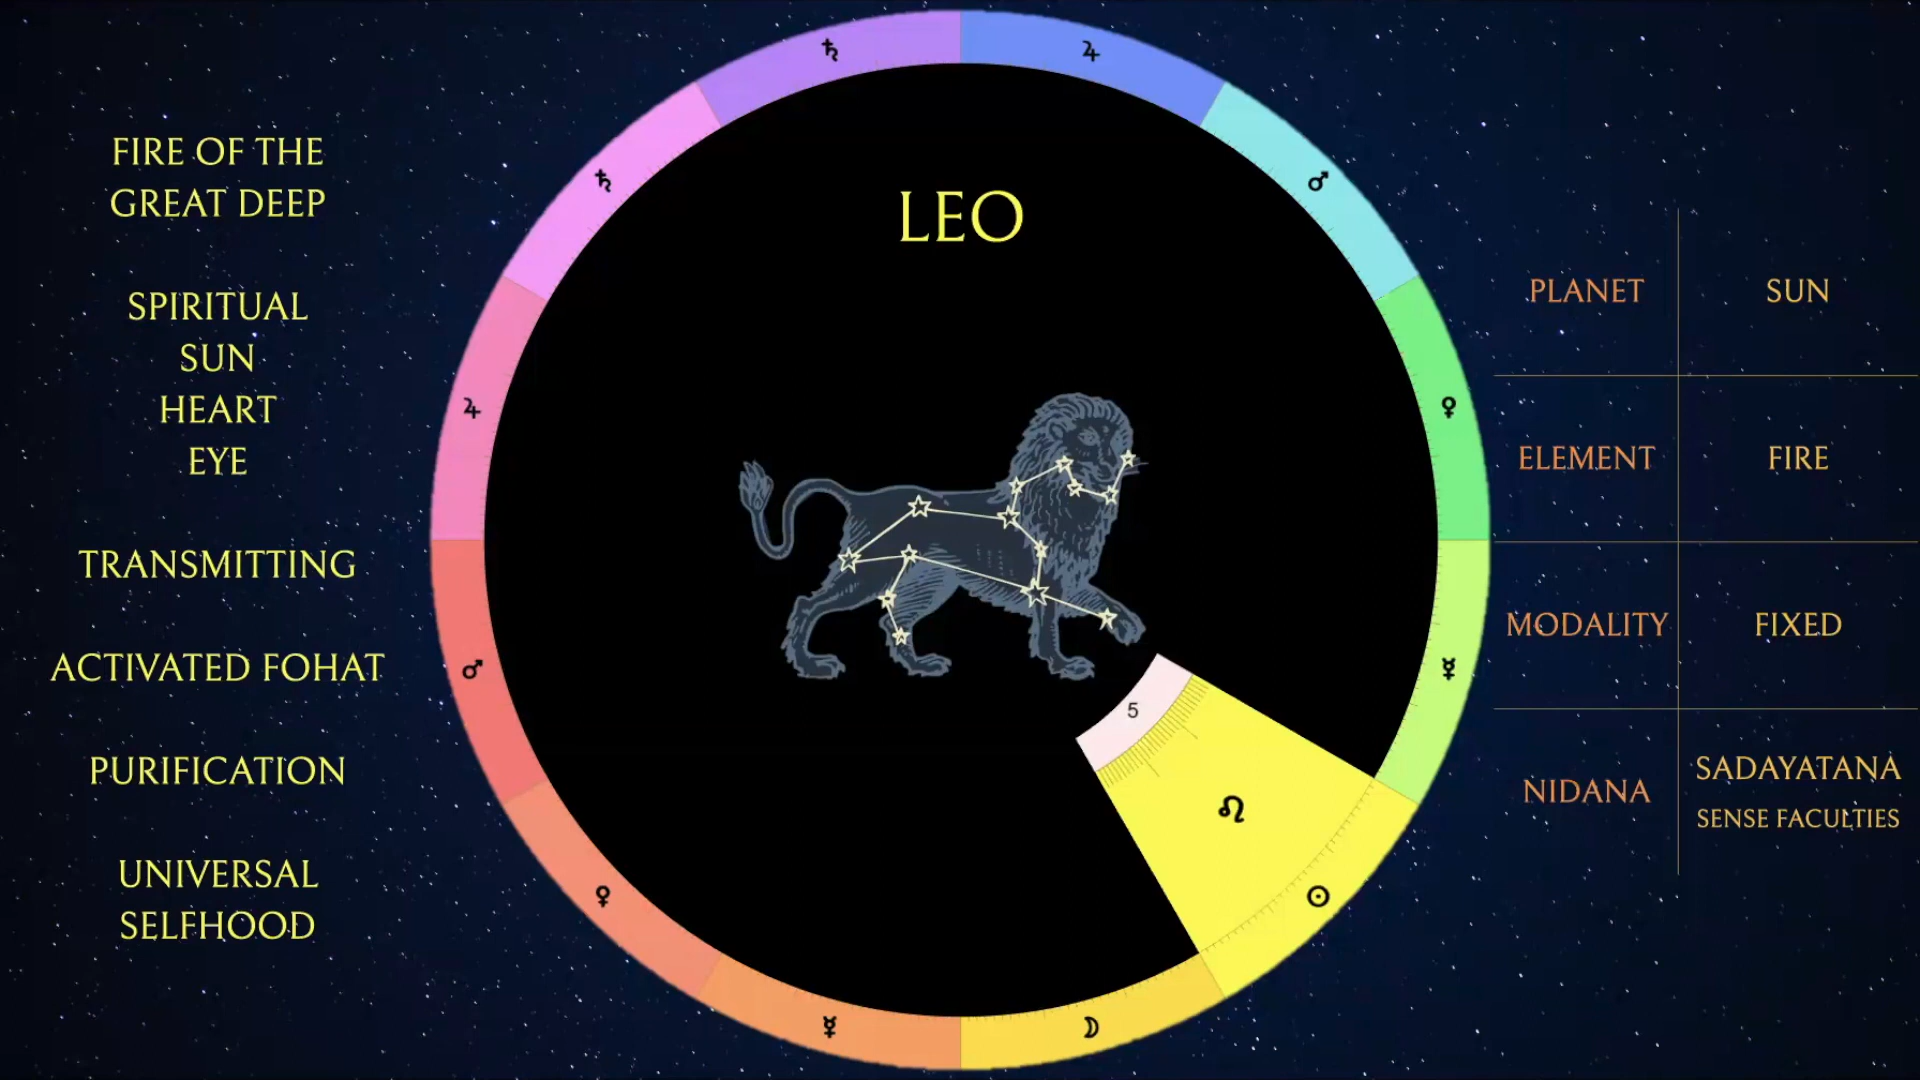 FIRE OF THE
GREAT DEEP
SPIRITUAL
SUN
HEART
EYE
TRANSMITTING
ACTIVATED FOHAT
PURIFICATION
UNIVERSAL
SELFHOOD
♄
♃
♄
♂
LEO
♃
♀
♂
☿
5
♌
♀
☉
☿
☽
PLANET SUN
ELEMENT FIRE
MODALITY FIXED
NIDANA SADAYATANA
SENSE FACULTIES